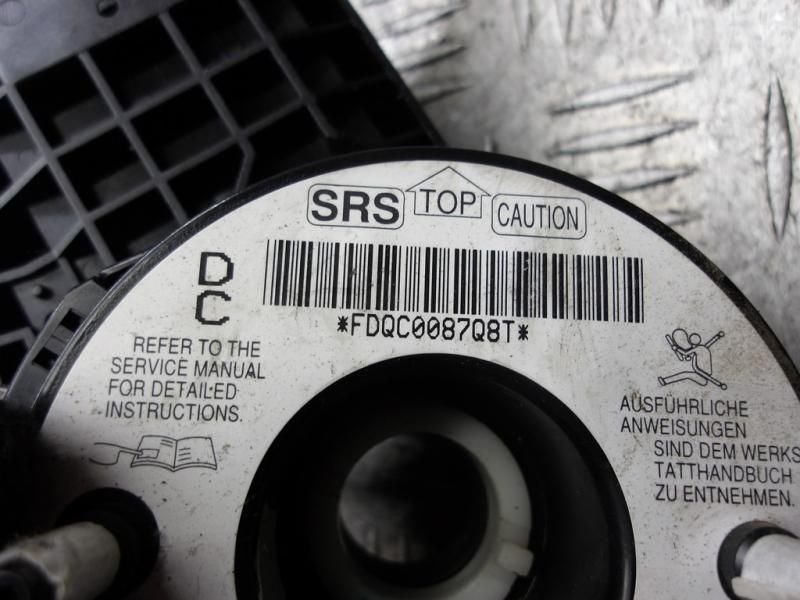 SRS TOP CAUTION
D
C
*FDQC0087Q8T*
REFER TO THE
SERVICE MANUAL
FOR DETAILED
INSTRUCTIONS.
AUSFÜHRLICHE
ANWEISUNGEN
SIND DEM WERKS
TATTHANDBUCH
ZU ENTNEHMEN.